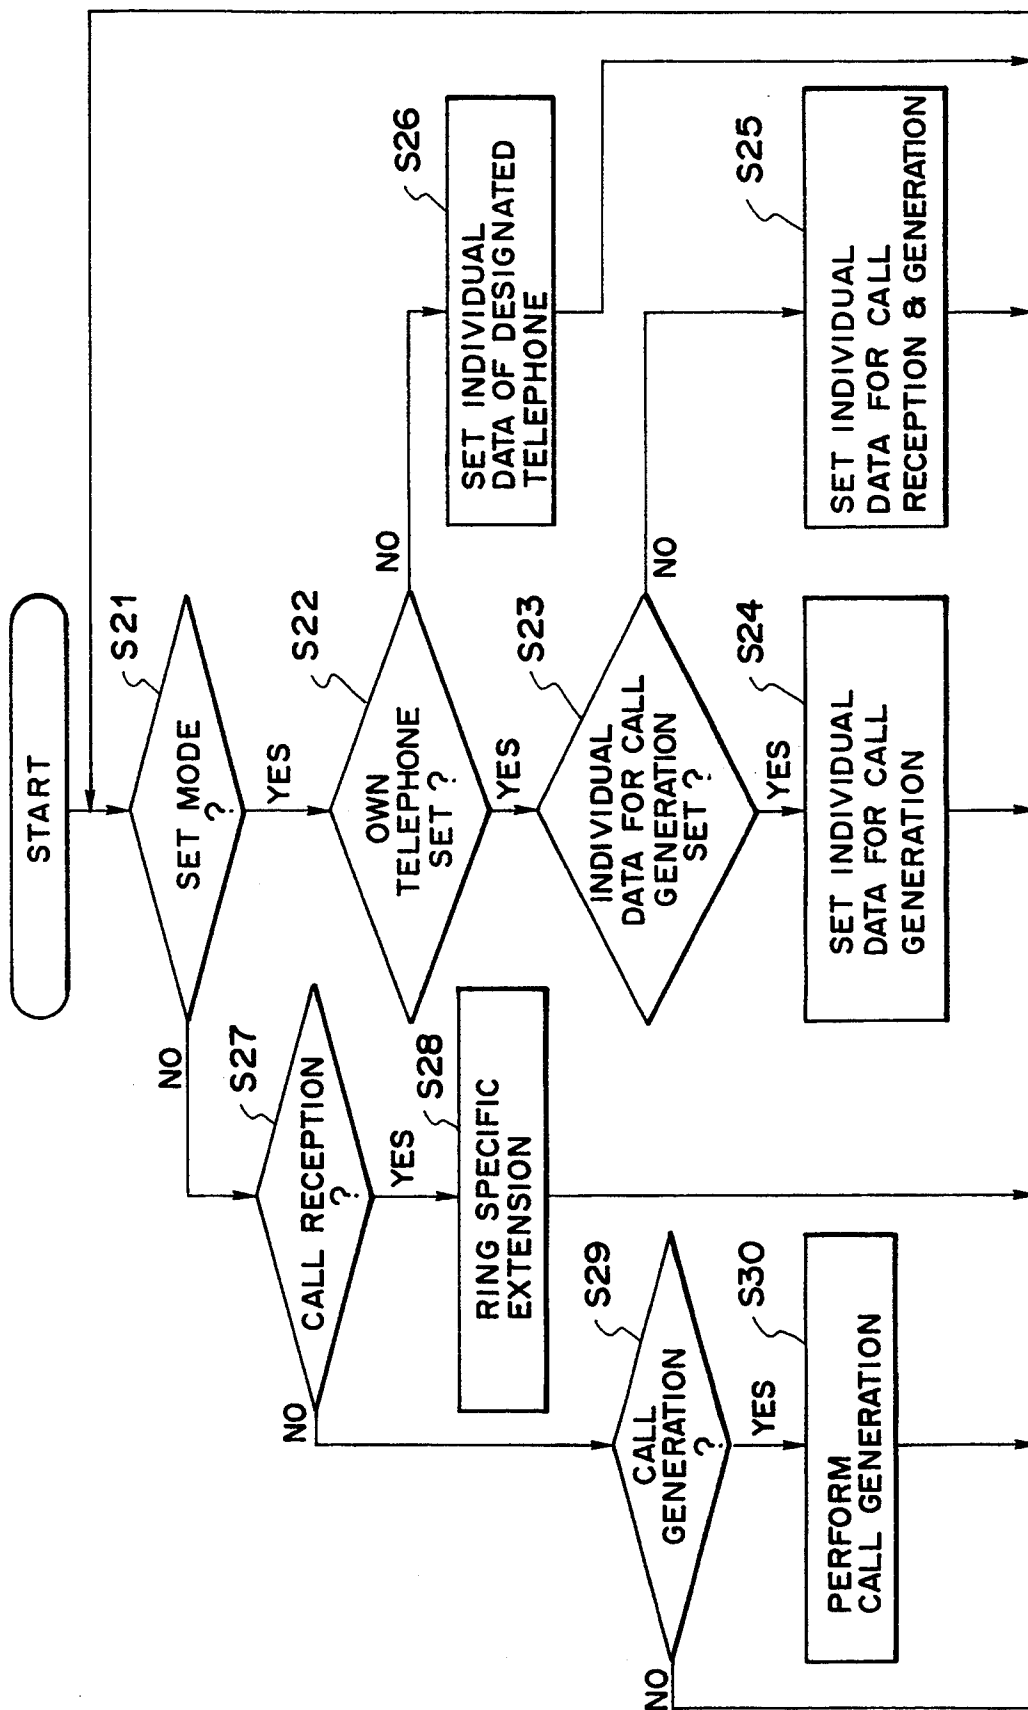 START
S21
SET MODE
?
YES
NO
S22
OWN
TELEPHONE
SET ?
YES
NO
S26
SET INDIVIDUAL
DATA OF DESIGNATED
TELEPHONE
S23
INDIVIDUAL
DATA FOR CALL
GENERATION
SET ?
YES
NO
S24
SET INDIVIDUAL
DATA FOR CALL
GENERATION
S25
SET INDIVIDUAL
DATA FOR CALL
RECEPTION & GENERATION
S27
CALL RECEPTION
?
YES
NO
S28
RING SPECIFIC
EXTENSION
S29
CALL
GENERATION
?
YES
NO
S30
PERFORM
CALL GENERATION